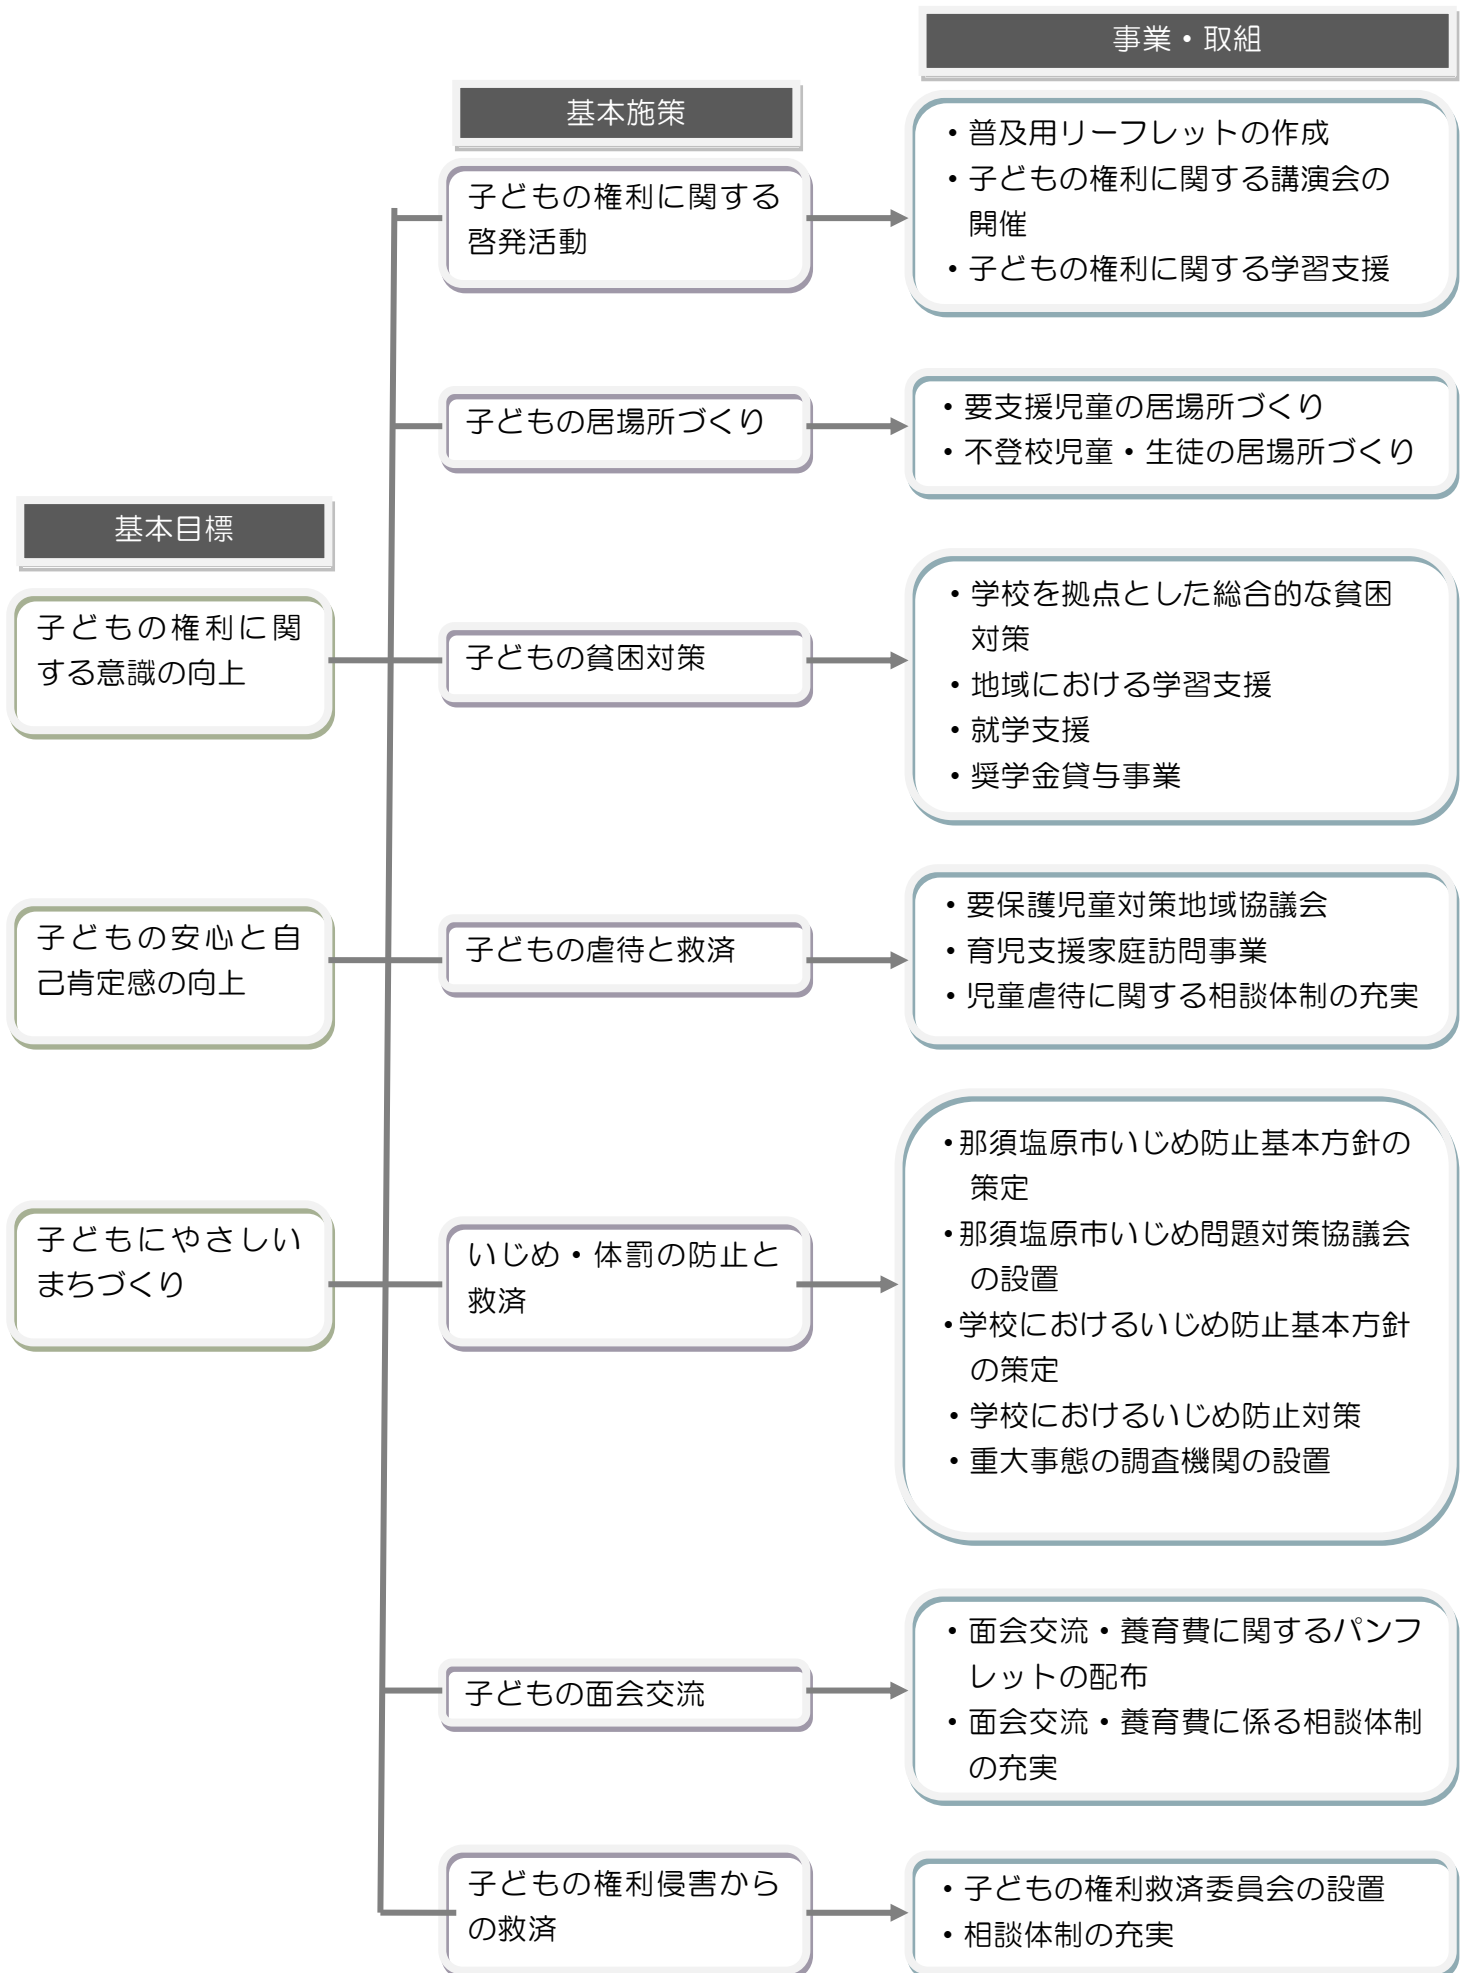 事業・取組
基本施策
・普及用リーフレットの作成
・子どもの権利に関する講演会の
開催
・子どもの権利に関する学習支援
子どもの権利に関する
啓発活動
子どもの居場所づくり
・要支援児童の居場所づくり
・不登校児童・生徒の居場所づくり
基本目標
子どもの権利に関
する意識の向上
子どもの貧困対策
・学校を拠点とした総合的な貧困
対策
・地域における学習支援
・就学支援
・奨学金貸与事業
子どもの安心と自
己肯定感の向上
子どもの虐待と救済
・要保護児童対策地域協議会
・育児支援家庭訪問事業
・児童虐待に関する相談体制の充実
子どもにやさしい
まちづくり
いじめ・体罰の防止と
救済
・那須塩原市いじめ防止基本方針の
策定
・那須塩原市いじめ問題対策協議会
の設置
・学校におけるいじめ防止基本方針
の策定
・学校におけるいじめ防止対策
・重大事態の調査機関の設置
子どもの面会交流
・面会交流・養育費に関するパンフ
レットの配布
・面会交流・養育費に係る相談体制
の充実
子どもの権利侵害から
の救済
・子どもの権利救済委員会の設置
・相談体制の充実